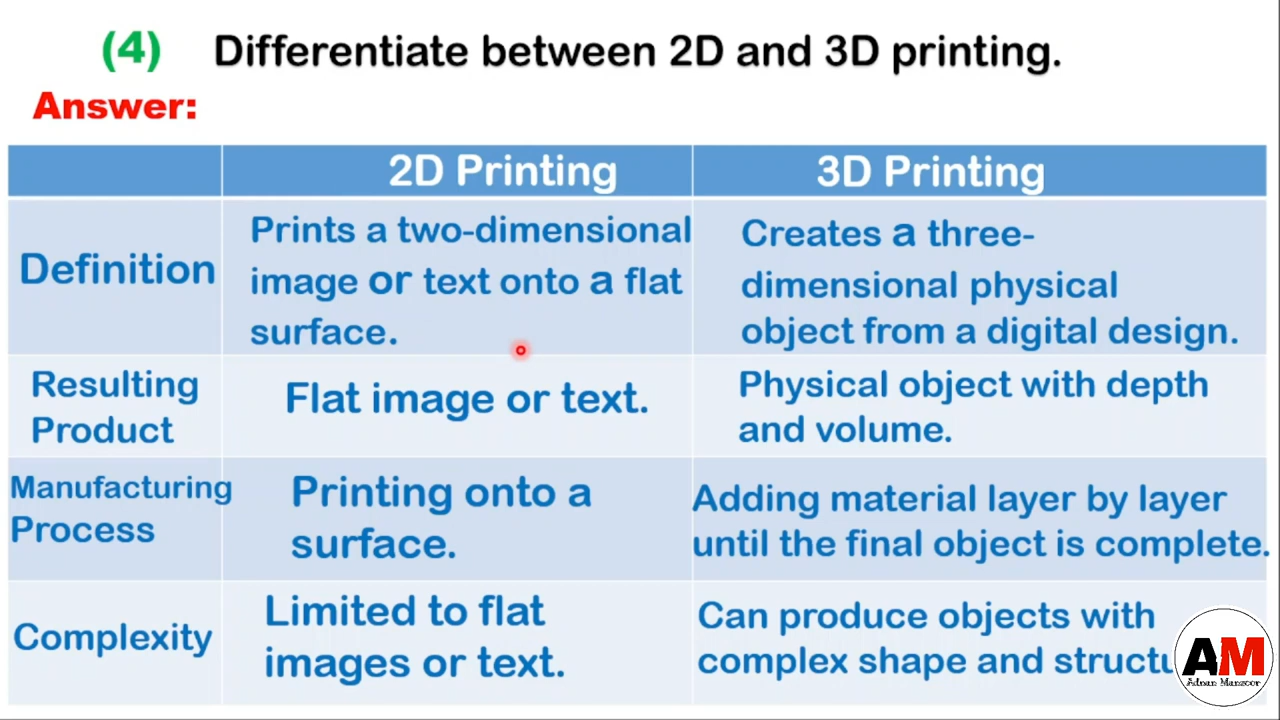 (4) Differentiate between 2D and 3D printing.
Answer:
2D Printing 3D Printing
Definition
Prints a two-dimensional
image or text onto a flat
surface.
Creates a three-
dimensional physical
object from a digital design.
Resulting
Product
Flat image or text.
Physical object with depth
and volume.
Manufacturing
Process
Printing onto a
surface.
Adding material layer by layer
until the final object is complete.
Complexity
Limited to flat
images or text.
Can produce objects with
complex shape and
AM
Adnan Manzoor